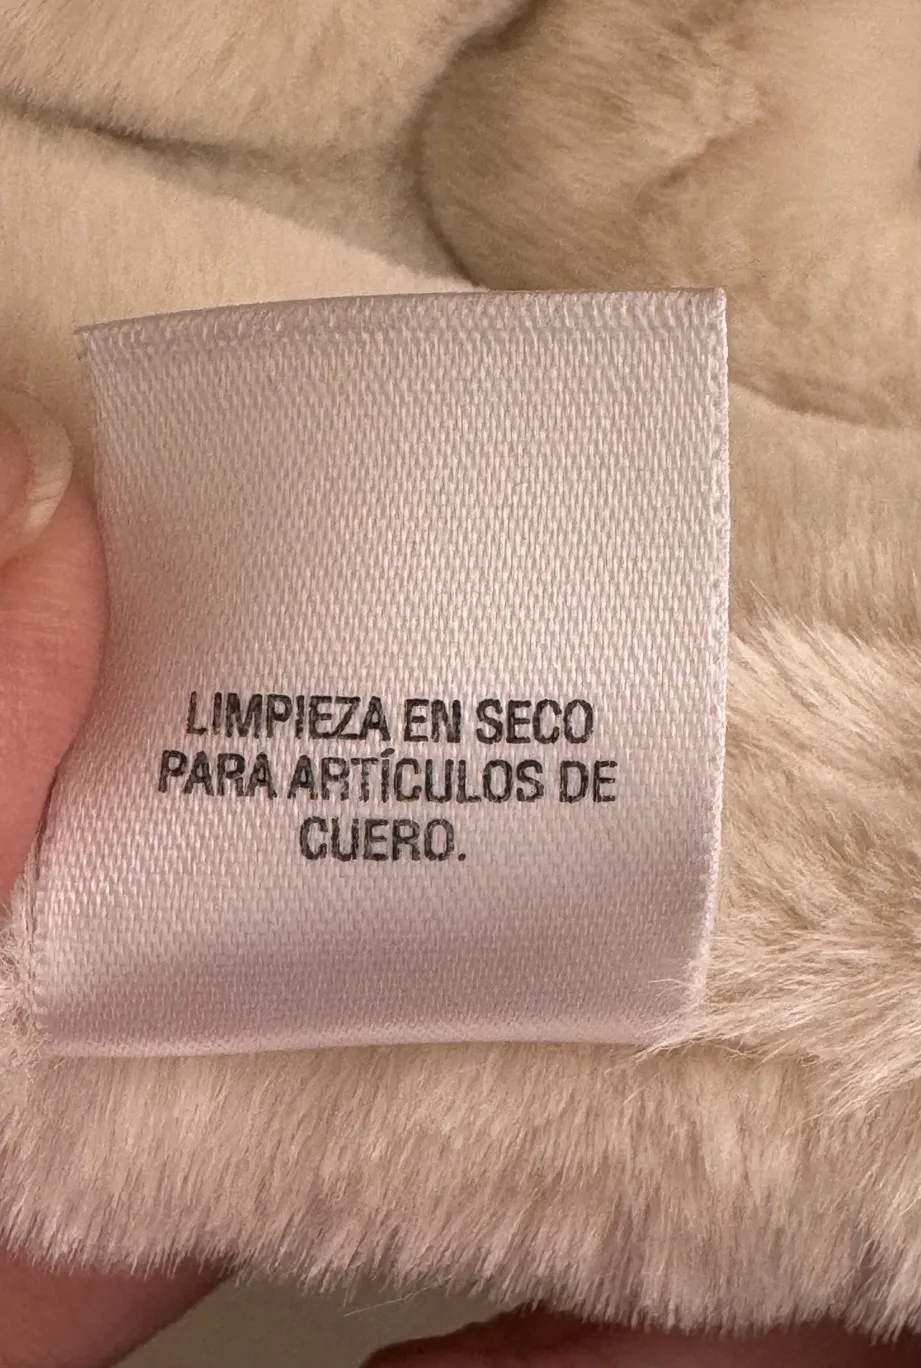 LIMPIEZA EN SECO
PARA ARTÍCULOS DE
CUERO.